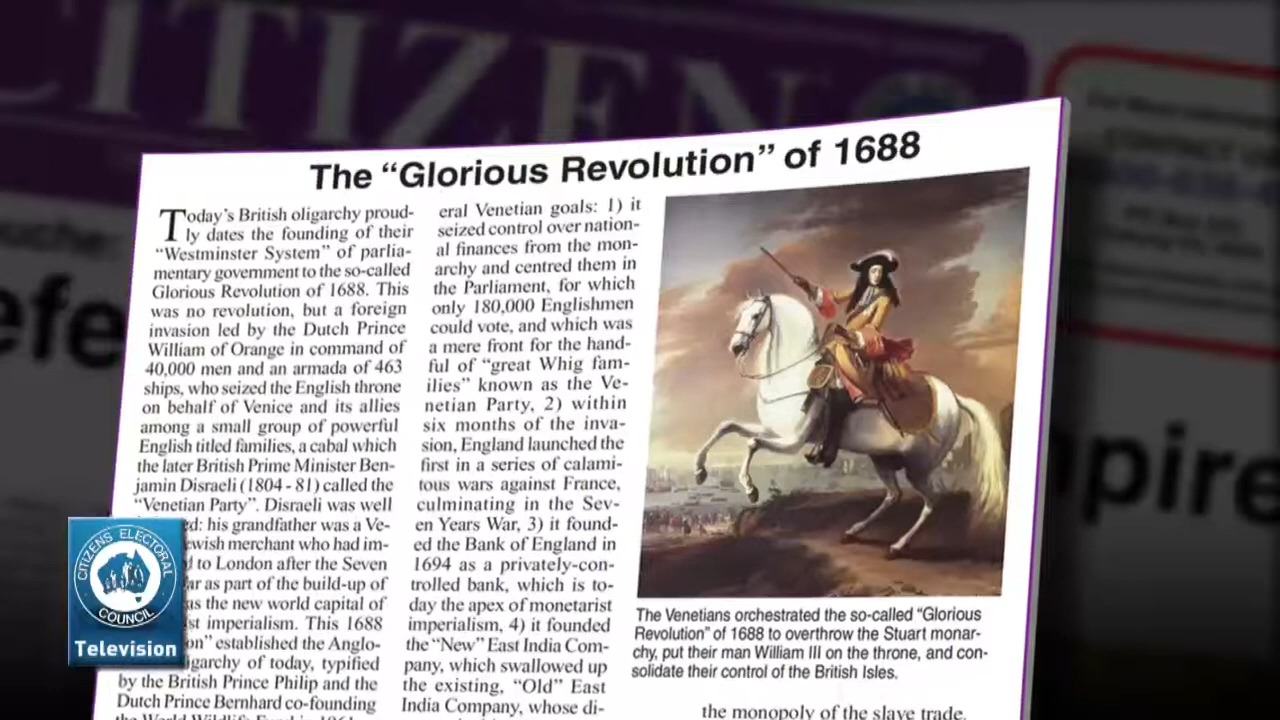 CITIZEN
The “Glorious Revolution” of 1688
Today's British oligarchy proud-
ly dates the founding of their
“Westminster System” of parlia-
mentary government to the so-called
Glorious Revolution of 1688. This
was no revolution, but a foreign
invasion led by the Dutch Prince
William of Orange in command of
40,000 men and an armada of 463
ships, who seized the English throne
on behalf of Venice and its allies
among a small group of powerful
English titled families, a cabal which
the later British Prime Minister Ben-
jamin Disraeli (1804 - 81) called the
“Venetian Party”. Disraeli was well
ed: his grandfather was a Ve-
ewish merchant who had im-
to London after the Seven
ar as part of the build-up of
as the new world capital of
st imperialism. This 1688
on” established the Anglo-
igarchy of today, typified
by the British Prince Philip and the
Dutch Prince Bernhard co-founding
the World Wildlife Fund in 1961
eral Venetian goals: 1) it
seized control over nation-
al finances from the mon-
archy and centred them in
the Parliament, for which
only 180,000 Englishmen
could vote, and which was
a mere front for the hand-
ful of “great Whig fam-
ilies” known as the Ve-
netian Party, 2) within
six months of the inva-
sion, England launched the
first in a series of calami-
tous wars against France,
culminating in the Sev-
en Years War, 3) it found-
ed the Bank of England in
1694 as a privately-con-
trolled bank, which is to-
day the apex of monetarist
imperialism, 4) it founded
the “New” East India Com-
pany, which swallowed up
the existing, “Old” East
India Company, whose di-
The Venetians orchestrated the so-called “Glorious
Revolution” of 1688 to overthrow the Stuart monar-
chy, put their man William III on the throne, and con-
solidate their control of the British Isles.
the monopoly of the slave trade.
efe
pire
CITIZENS ELECTORAL
COUNCIL
Television